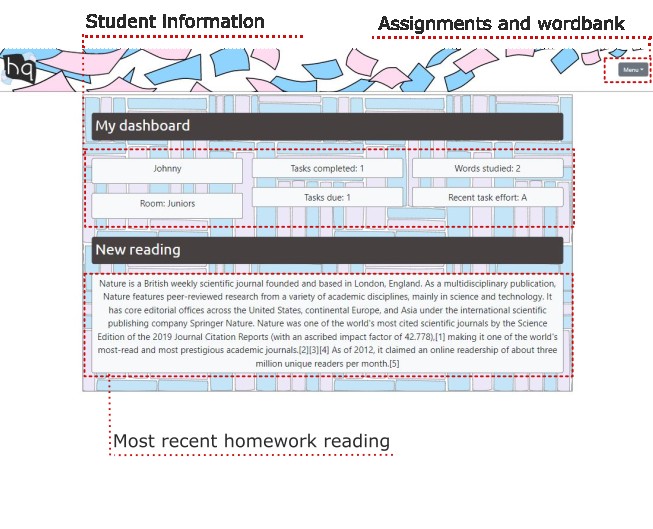 Student information
Assignments and wordbank
hq
Menu
My dashboard
Johnny
Tasks completed: 1
Words studied: 2
Room: Juniors
Tasks due: 1
Recent task effort: A
New reading
Nature is a British weekly scientific journal founded and based in London, England. As a multidisciplinary publication,
Nature features peer-reviewed research from a variety of academic disciplines, mainly in science and technology. It
has core editorial offices across the United States, continental Europe, and Asia under the international scientific
publishing company Springer Nature. Nature was one of the world's most cited scientific journals by the Science
Edition of the 2019 Journal Citation Reports (with an ascribed impact factor of 42.778),[1] making it one of the world's
most-read and most prestigious academic journals.[2][3][4] As of 2012, it claimed an online readership of about three
million unique readers per month.[5]
Most recent homework reading